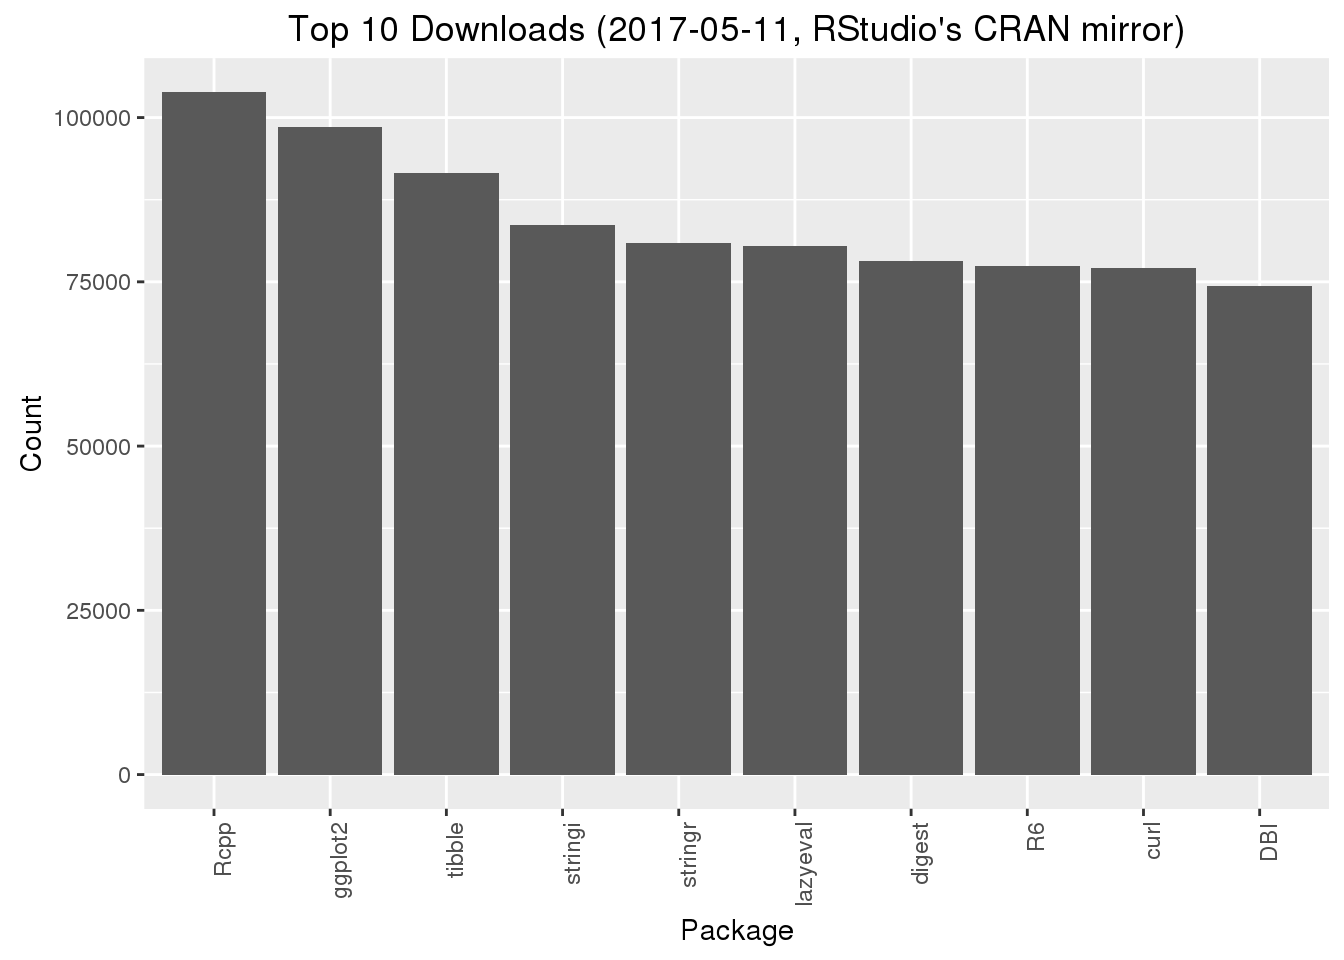 Top 10 Downloads (2017-05-11, RStudio's CRAN mirror)
Count
100000
75000
50000
25000
0
Rcpp
ggplot2
tibble
stringi
stringr
lazyeval
digest
R6
curl
DBI
Package